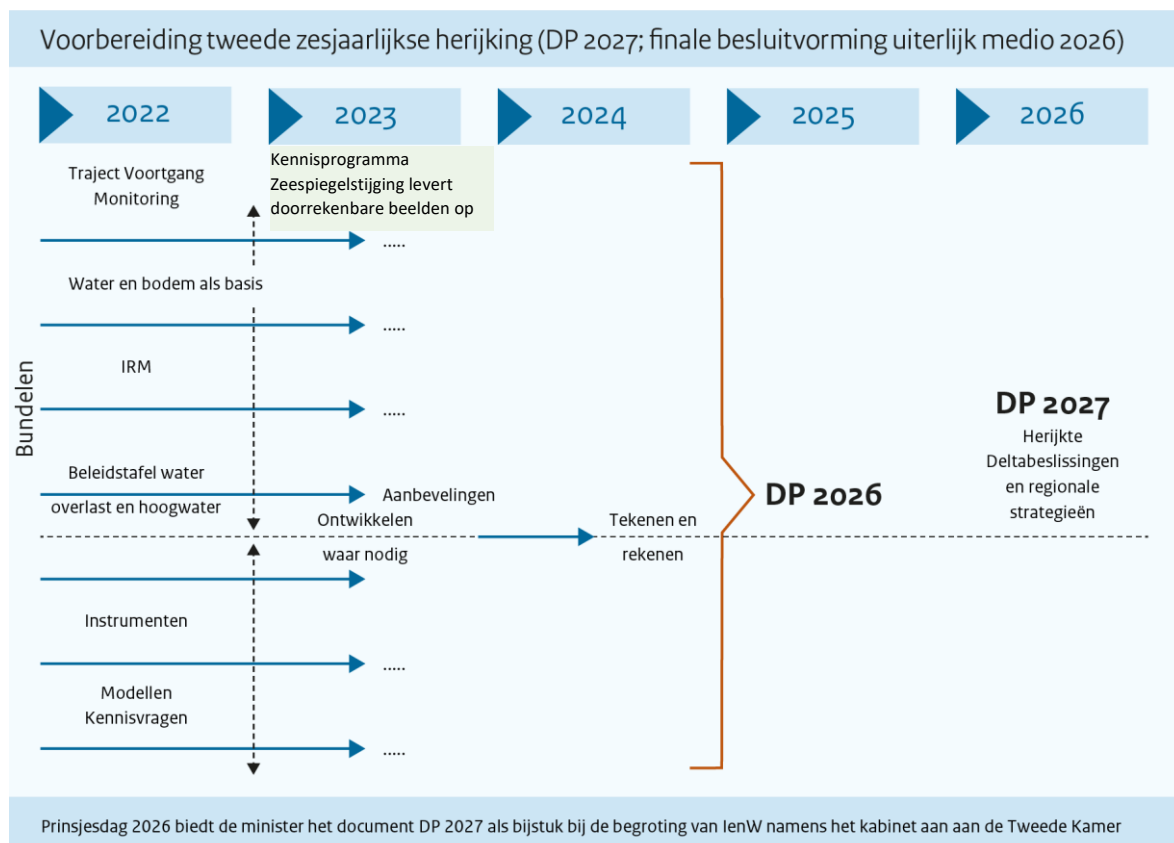 Voorbereiding tweede zesjaarlijkse herijking (DP 2027; finale besluitvorming uiterlijk medio 2026)
2022
2023
2024
2025
2026
Traject Voortgang
Monitoring
Kennisprogramma
Zeespiegelstijging levert
doorrekenbare beelden op
.....
Water en bodem als basis
.....
IRM
.....
Bundelen
Beleidstafel water
overlast en hoogwater
Aanbevelingen
Ontwikkelen
waar nodig
Tekenen en
rekenen
DP 2026
DP 2027
Herijkte
Deltabeslissingen
en regionale
strategieën
Instrumenten
.....
Modellen
Kennisvragen
.....
Prinsjesdag 2026 biedt de minister het document DP 2027 als bijstuk bij de begroting van IenW namens het kabinet aan aan de Tweede Kamer